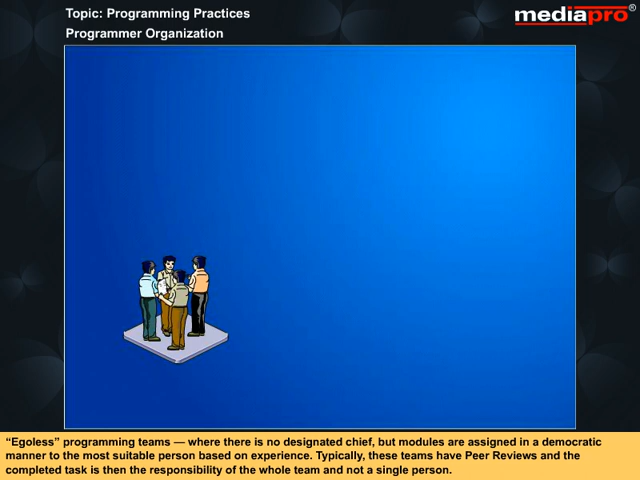 Topic: Programming Practices
mediapro®
Programmer Organization
“Egoless” programming teams — where there is no designated chief, but modules are assigned in a democratic
manner to the most suitable person based on experience. Typically, these teams have Peer Reviews and the
completed task is then the responsibility of the whole team and not a single person.